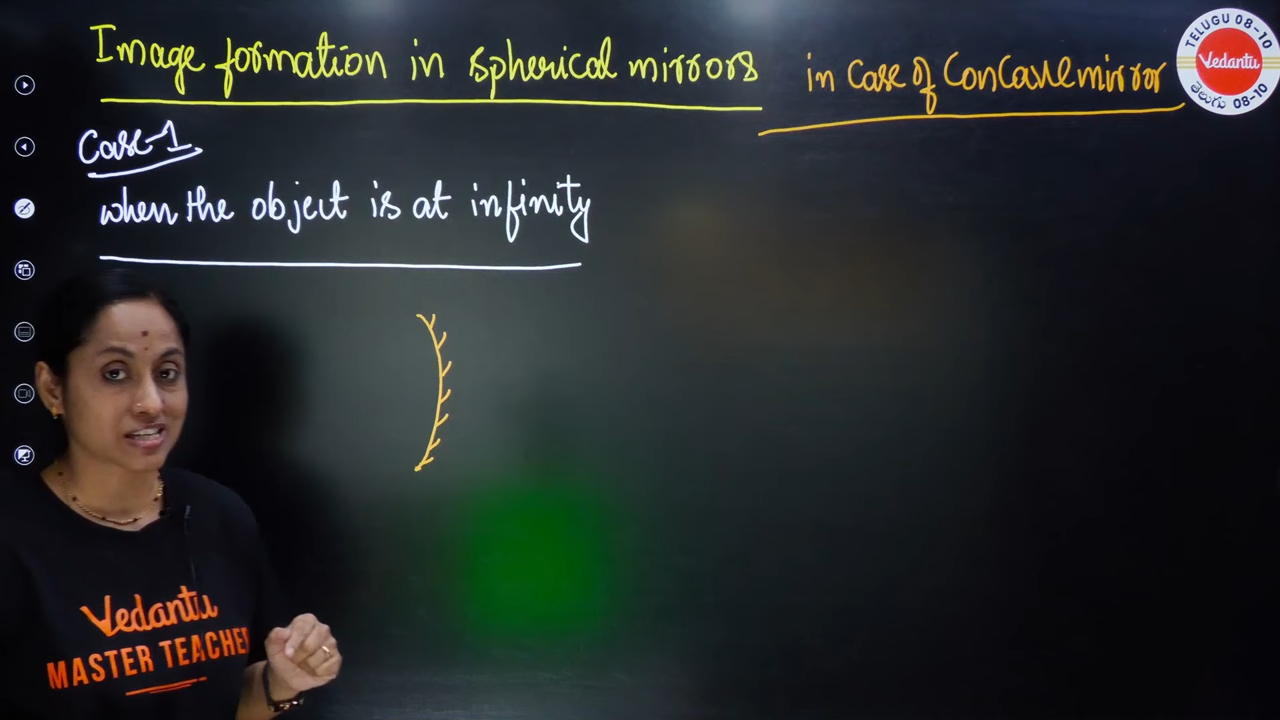 Image formation in spherical mirrors in Case of Concave mirror
Case-1
when the object is at infinity
TELUGU 08-10
Vedantu
తెలుగు 08-10
Vedantu
MASTER TEACHER